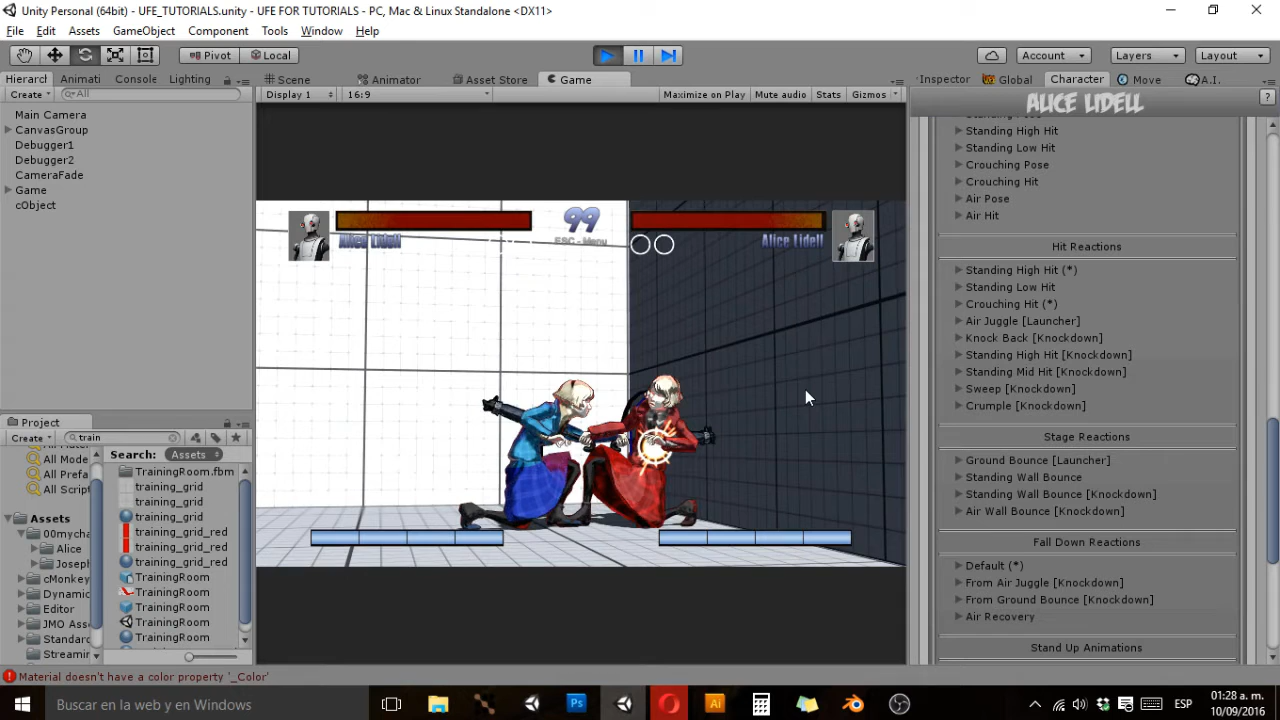 Unity Personal (64bit) - UFE_TUTORIALS.unity - UFE FOR TUTORIALS - PC, Mac & Linux Standalone <DX11>
File Edit Assets GameObject Component Tools Window Help
Pivot Local Account Layers Layout
Hierarcl Animati Console Lighting Scene Animator Asset Store Game Inspector Global Character Move A.I.
Create All Display 1 16:9 Maximize on Play Mute audio Stats Gizmos ALICE LIDELL ?
Main Camera
CanvasGroup
Debugger1
Debugger2
CameraFade
Game
cObject
99
ESC - Menu
Alice Lidell
Alice Lidell
Standing High Hit
Standing Low Hit
Crouching Pose
Crouching Hit
Air Pose
Air Hit
Hit Reactions
Standing High Hit (*)
Standing Low Hit
Crouching Hit (*)
Air Juggle [Launcher]
Knock Back [Knockdown]
Standing High Hit [Knockdown]
Standing Mid Hit [Knockdown]
Sweep [Knockdown]
Crumple [Knockdown]
Stage Reactions
Ground Bounce [Launcher]
Standing Wall Bounce
Standing Wall Bounce [Knockdown]
Air Wall Bounce [Knockdown]
Fall Down Reactions
Default (*)
From Air Juggle [Knockdown]
From Ground Bounce [Knockdown]
Air Recovery
Stand Up Animations
Project
Create train
All Mode
All Prefa
All Script
Assets
00mycha
Alice
Joseph
cMonkey
Dynamic
Editor
JMO Ass
Standard
Streamin
Search: Assets
TrainingRoom.fbm
training_grid
training_grid
training_grid
training_grid_red
training_grid_red
training_grid_red
TrainingRoom
TrainingRoom
TrainingRoom
TrainingRoom
TrainingRoom
Material doesn't have a color property '_Color'
Buscar en la web y en Windows
Ps
Ai
ESP
01:28 a.m.
10/09/2016